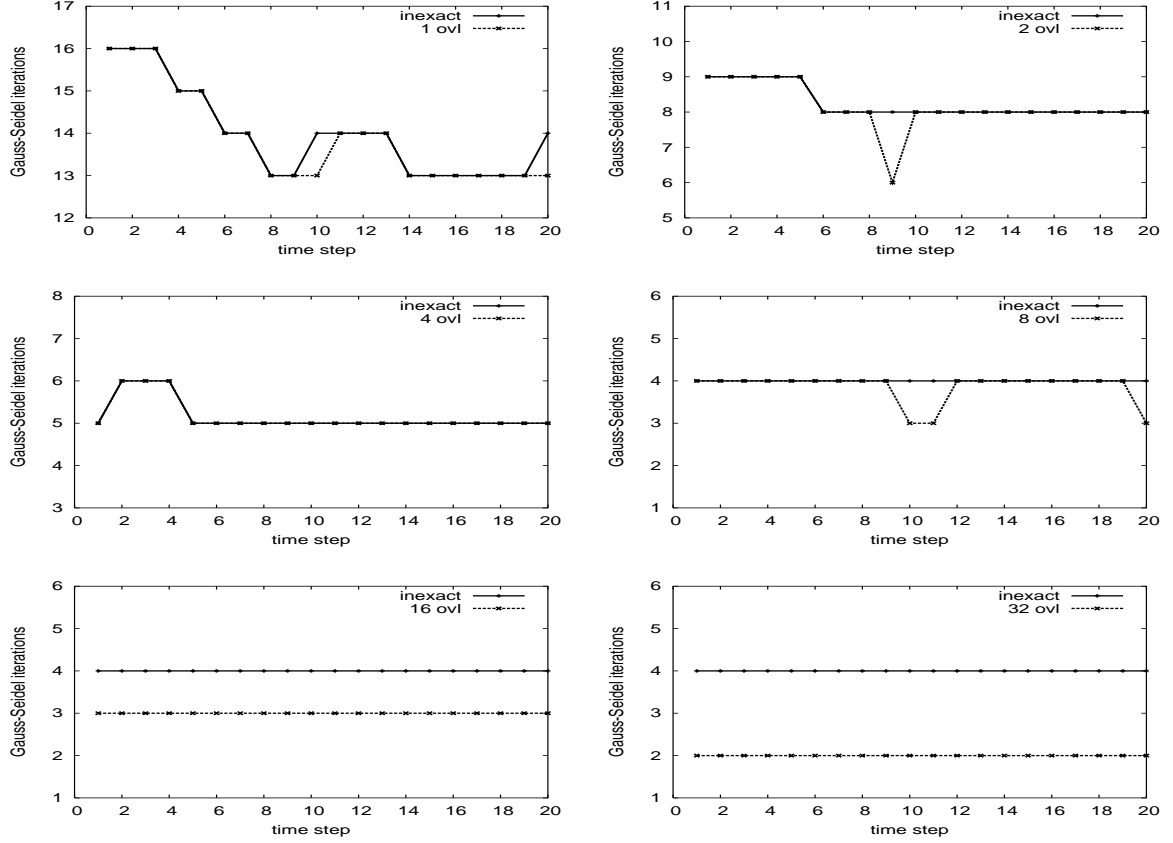 17
16
15
14
13
12
0 2 4 6 8 10 12 14 16 18 20
Gauss-Seidel iterations
time step
inexact
1 ovl
11
10
9
8
7
6
5
0 2 4 6 8 10 12 14 16 18 20
Gauss-Seidel iterations
time step
inexact
2 ovl
8
7
6
5
4
3
0 2 4 6 8 10 12 14 16 18 20
Gauss-Seidel iterations
time step
inexact
4 ovl
6
5
4
3
2
1
0 2 4 6 8 10 12 14 16 18 20
Gauss-Seidel iterations
time step
inexact
8 ovl
6
5
4
3
2
1
0 2 4 6 8 10 12 14 16 18 20
Gauss-Seidel iterations
time step
inexact
16 ovl
6
5
4
3
2
1
0 2 4 6 8 10 12 14 16 18 20
Gauss-Seidel iterations
time step
inexact
32 ovl